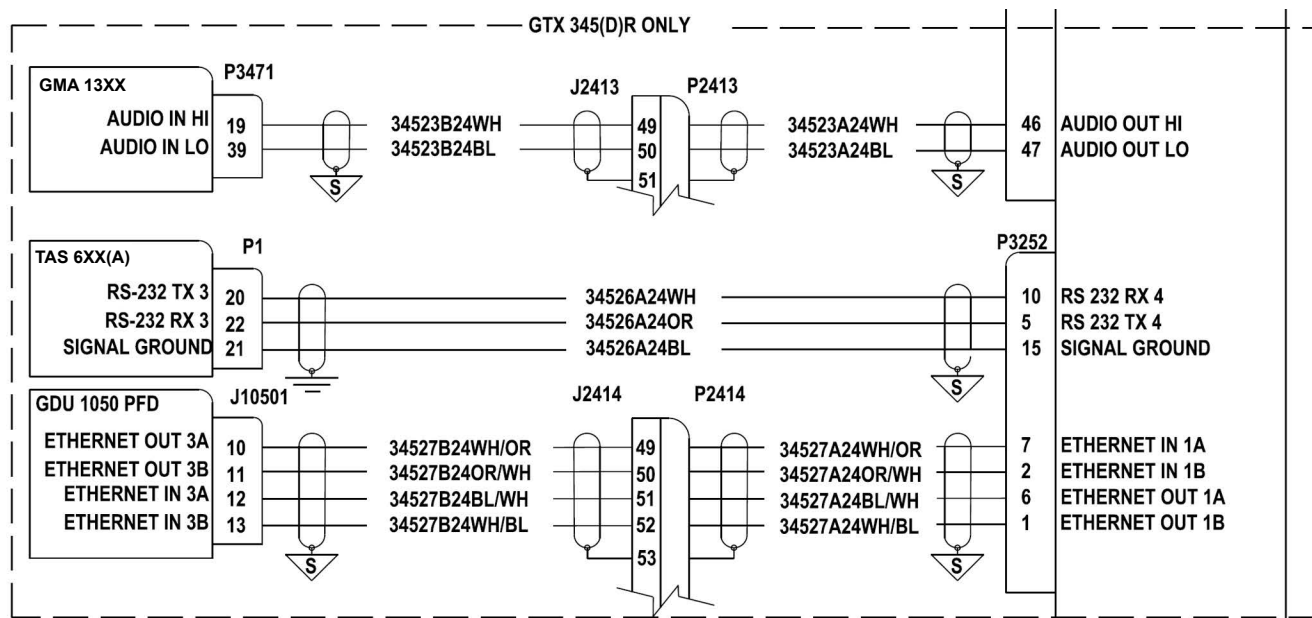 GTX 345(D)R ONLY
GMA 13XX P3471 J2413 P2413
AUDIO IN HI 19 34523B24WH 49 34523A24WH 46 AUDIO OUT HI
AUDIO IN LO 39 34523B24BL 50 34523A24BL 47 AUDIO OUT LO
S 51 S
TAS 6XX(A) P1 P3252
RS-232 TX 3 20 34526A24WH 10 RS 232 RX 4
RS-232 RX 3 22 34526A24OR 5 RS 232 TX 4
SIGNAL GROUND 21 34526A24BL 15 SIGNAL GROUND
S
GDU 1050 PFD J10501 J2414 P2414
ETHERNET OUT 3A 10 34527B24WH/OR 49 34527A24WH/OR 7 ETHERNET IN 1A
ETHERNET OUT 3B 11 34527B24OR/WH 50 34527A24OR/WH 2 ETHERNET IN 1B
ETHERNET IN 3A 12 34527B24BL/WH 51 34527A24BL/WH 6 ETHERNET OUT 1A
ETHERNET IN 3B 13 34527B24WH/BL 52 34527A24WH/BL 1 ETHERNET OUT 1B
S 53 S